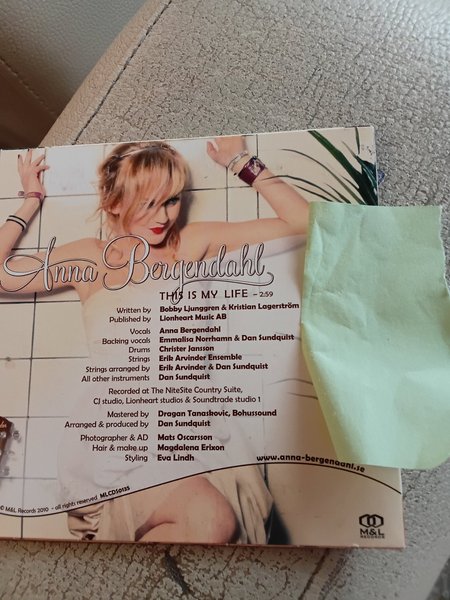 Anna Bergendahl
THIS IS MY LIFE – 2:59
Written by Bobby Ljunggren & Kristian Lagerström
Published by Lionheart Music AB
Vocals Anna Bergendahl
Backing vocals Emmalisa Norrhamn & Dan Sundquist
Drums Christer Jansson
Strings Erik Arvinder Ensemble
Strings arranged by Erik Arvinder & Dan Sundquist
All other instruments Dan Sundquist
Recorded at The NiteSite Country Suite,
CJ studio, Lionheart studios & Soundtrade studio 1
Mastered by Dragan Tanaskovic, Bohussound
Arranged & produced by Dan Sundquist
Photographer & AD Mats Oscarsson
Hair & make up Magdalena Erixon
Styling Eva Lindh
www.anna-bergendahl.se
© M&L Records 2010 - all rights reserved MLCDS0135
M&L
RECORDS